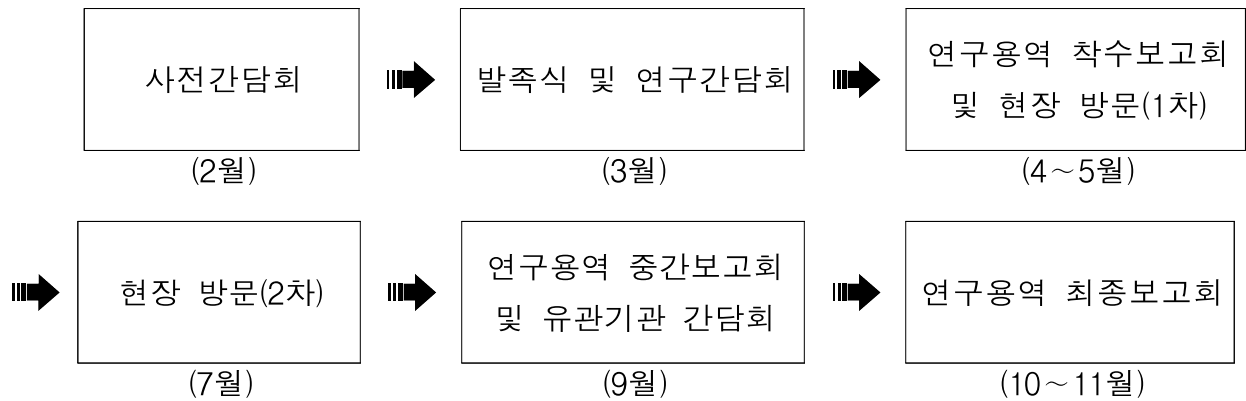 사전간담회
(2월)
발족식 및 연구간담회
(3월)
연구용역 착수보고회
및 현장 방문(1차)
(4～5월)
현장 방문(2차)
(7월)
연구용역 중간보고회
및 유관기관 간담회
(9월)
연구용역 최종보고회
(10～11월)